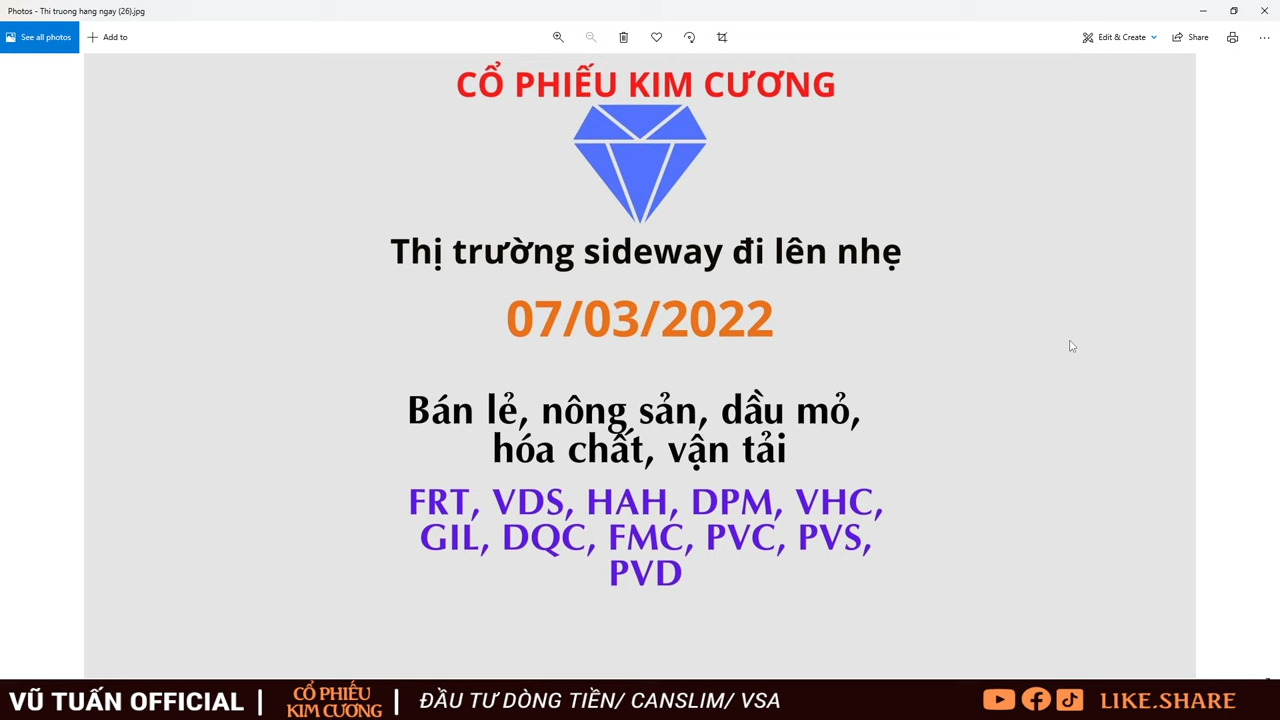 Photos - Thi truong hang ngay (26).jpg
See all photos
Add to
Edit & Create
Share
CỔ PHIẾU KIM CƯƠNG
Thị trường sideway đi lên nhẹ
07/03/2022
Bán lẻ, nông sản, dầu mỏ,
hóa chất, vận tải
FRT, VDS, HAH, DPM, VHC,
GIL, DQC, FMC, PVC, PVS,
PVD
VŨ TUẤN OFFICIAL |
CỔ PHIẾU
KIM CƯƠNG
| ĐẦU TƯ DÒNG TIỀN/ CANSLIM/ VSA
LIKE.SHARE